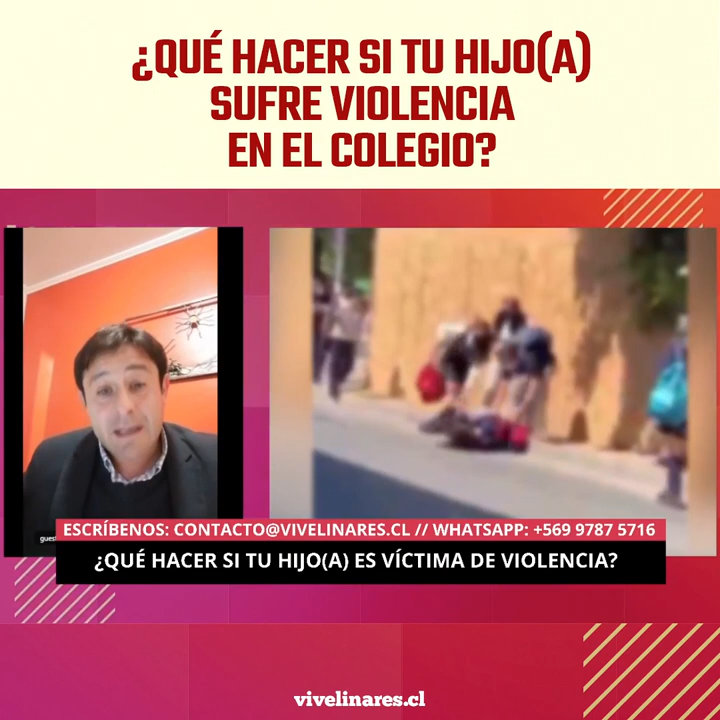 ¿QUÉ HACER SI TU HIJO(A)
SUFRE VIOLENCIA
EN EL COLEGIO?
ESCRÍBENOS: CONTACTO@VIVELINARES.CL // WHATSAPP: +569 9787 5716
¿QUÉ HACER SI TU HIJO(A) ES VÍCTIMA DE VIOLENCIA?
vivelinares.cl